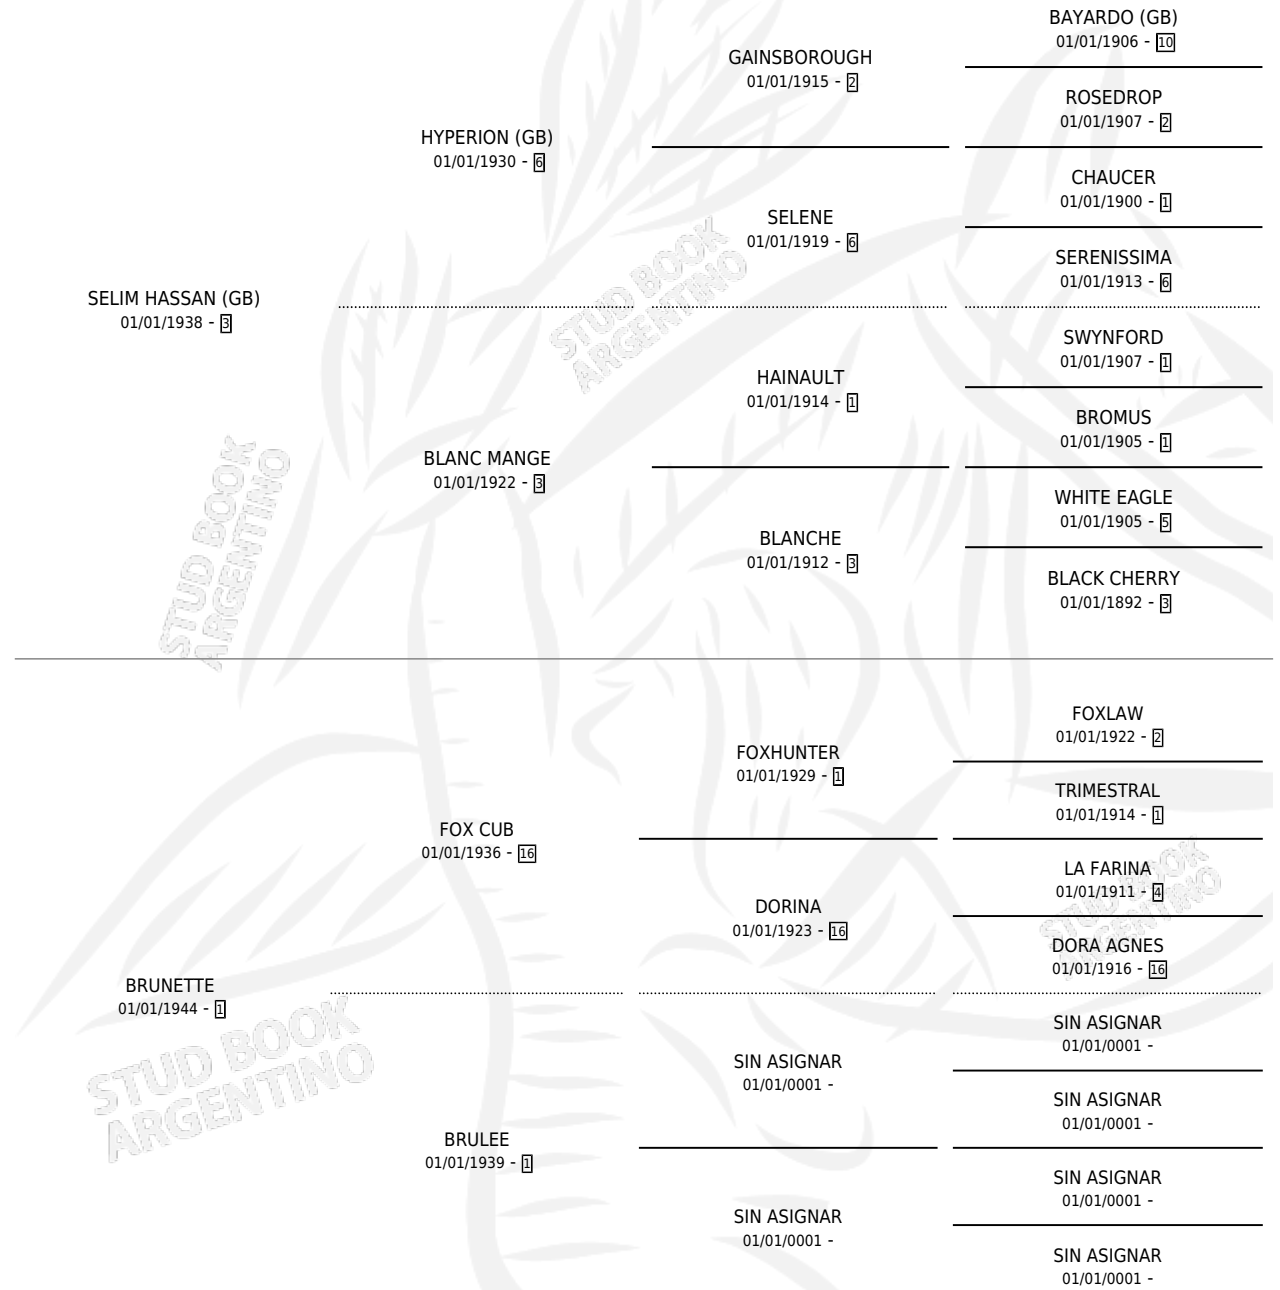 SELIM HASSAN (GB)
01/01/1938 - 3
HYPERION (GB)
01/01/1930 - 6
BLANC MANGE
01/01/1922 - 3
GAINSBOROUGH
01/01/1915 - 2
SELENE
01/01/1919 - 6
HAINAULT
01/01/1914 - 1
BLANCHE
01/01/1912 - 3
BAYARDO (GB)
01/01/1906 - 10
ROSEDROP
01/01/1907 - 2
CHAUCER
01/01/1900 - 1
SERENISSIMA
01/01/1913 - 6
SWYNFORD
01/01/1907 - 1
BROMUS
01/01/1905 - 1
WHITE EAGLE
01/01/1905 - 5
BLACK CHERRY
01/01/1892 - 3
BRUNETTE
01/01/1944 - 1
FOX CUB
01/01/1936 - 16
BRULEE
01/01/1939 - 1
FOXHUNTER
01/01/1929 - 1
DORINA
01/01/1923 - 16
SIN ASIGNAR
01/01/0001 -
SIN ASIGNAR
01/01/0001 -
FOXLAW
01/01/1922 - 2
TRIMESTRAL
01/01/1914 - 1
LA FARINA
01/01/1911 - 4
DORA AGNES
01/01/1916 - 16
SIN ASIGNAR
01/01/0001 -
SIN ASIGNAR
01/01/0001 -
SIN ASIGNAR
01/01/0001 -
SIN ASIGNAR
01/01/0001 -
STUD BOOK
ARGENTINO
STUD BOOK
ARGENTINO
STUD BOOK
ARGENTINO
STUD BOOK
ARGENTINO